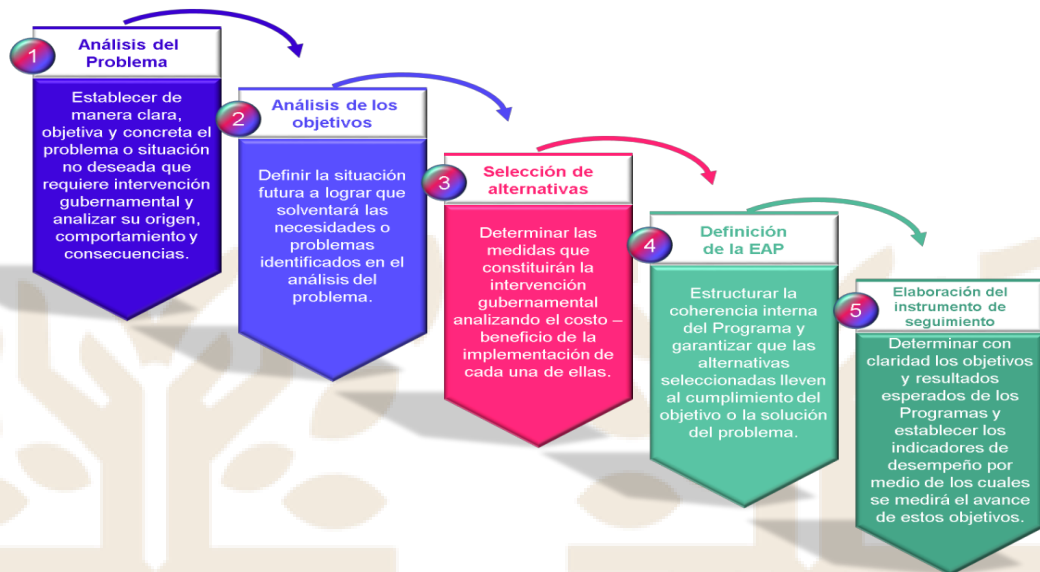 1
Análisis del
Problema
Establecer de
manera clara,
objetiva y concreta el
problema o situación
no deseada que
requiere intervención
gubernamental y
analizar su origen,
comportamiento y
consecuencias.
2
Análisis de los
objetivos
Definir la situación
futura a lograr que
solventará las
necesidades o
problemas
identificados en el
análisis del
problema.
3
Selección de
alternativas
Determinar las
medidas que
constituirán la
intervención
gubernamental
analizando el costo –
beneficio de la
implementación de
cada una de ellas.
4
Definición
de la EAP
Estructurar la
coherencia interna
del Programa y
garantizar que las
alternativas
seleccionadas lleven
al cumplimiento del
objetivo o la solución
del problema.
5
Elaboración del
instrumento de
seguimiento
Determinar con
claridad los objetivos
y resultados
esperados de los
Programas y
establecer los
indicadores de
desempeño por
medio de los cuales
se medirá el avance
de estos objetivos.